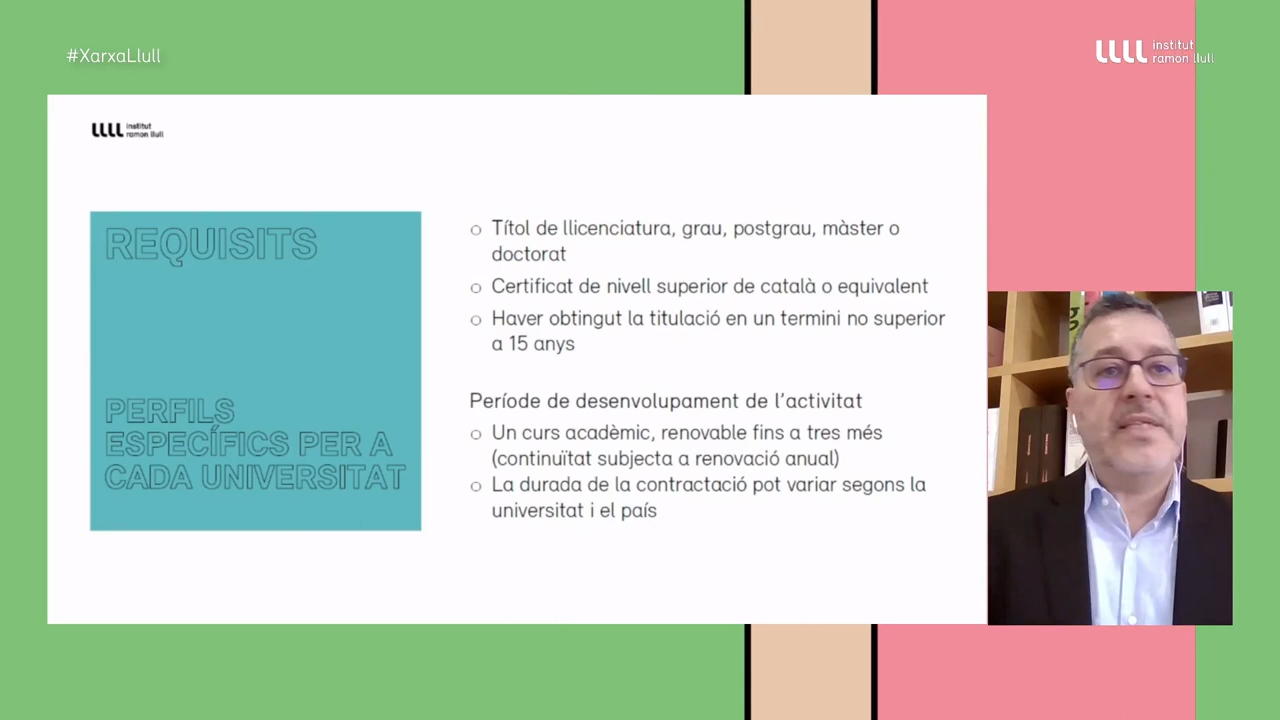 #XarxaLlull
institut
ramon llull
institut
ramon llull
REQUISITS
PERFILS
ESPECÍFICS PER A
CADA UNIVERSITAT
○ Títol de llicenciatura, grau, postgrau, màster o
doctorat
○ Certificat de nivell superior de català o equivalent
○ Haver obtingut la titulació en un termini no superior
a 15 anys
Període de desenvolupament de l'activitat
○ Un curs acadèmic, renovable fins a tres més
(continuïtat subjecta a renovació anual)
○ La durada de la contractació pot variar segons la
universitat i el país